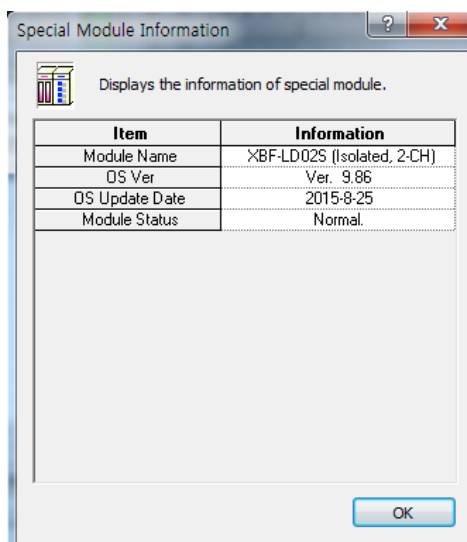 Special Module Information
Displays the information of special module.
Item Information
Module Name XBF-LD02S (Isolated, 2-CH)
OS Ver Ver. 9.86
OS Update Date 2015-8-25
Module Status Normal.
OK